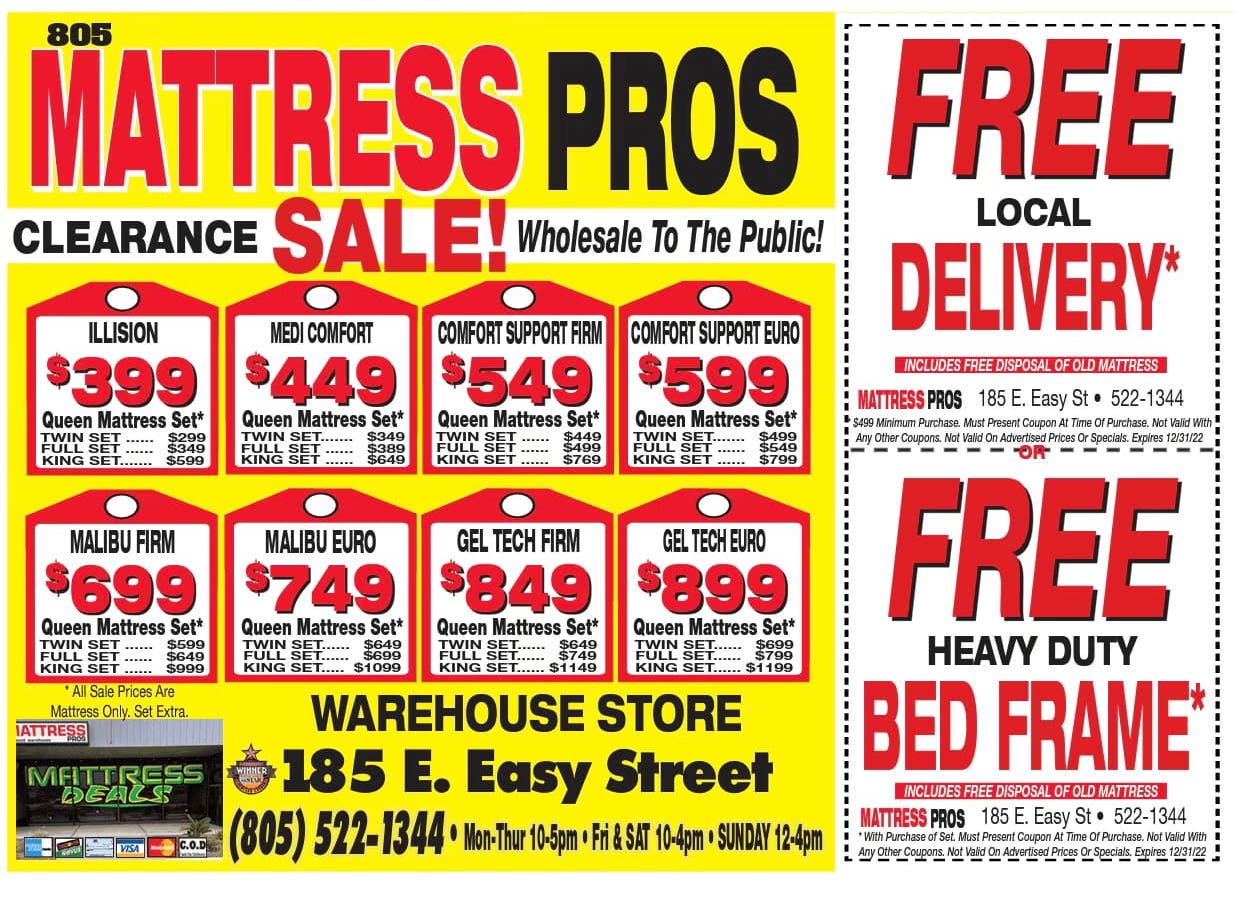 805
MATTRESS PROS
CLEARANCE SALE! Wholesale To The Public!
ILLISION
$399
Queen Mattress Set*
TWIN SET ...... $299
FULL SET ...... $349
KING SET....... $599
MEDI COMFORT
$449
Queen Mattress Set*
TWIN SET....... $349
FULL SET ...... $389
KING SET ...... $649
COMFORT SUPPORT FIRM
$549
Queen Mattress Set*
TWIN SET ...... $449
FULL SET ...... $499
KING SET ...... $769
COMFORT SUPPORT EURO
$599
Queen Mattress Set*
TWIN SET...... $499
FULL SET ...... $549
KING SET ...... $799
MALIBU FIRM
$699
Queen Mattress Set*
TWIN SET ...... $599
FULL SET ...... $649
KING SET ...... $999
MALIBU EURO
$749
Queen Mattress Set*
TWIN SET...... $649
FULL SET ...... $699
KING SET..... $1099
GEL TECH FIRM
$849
Queen Mattress Set*
TWIN SET...... $649
FULL SET ...... $749
KING SET...... $1149
GEL TECH EURO
$899
Queen Mattress Set*
TWIN SET...... $699
FULL SET ...... $799
KING SET..... $1199
* All Sale Prices Are
Mattress Only. Set Extra.
MATTRESS
PROS
MATTRESS
DEALS
VISA
C.O.D
WAREHOUSE STORE
WINNER
185 E. Easy Street
(805) 522-1344 • Mon-Thur 10-5pm • Fri & SAT 10-4pm • SUNDAY 12-4pm
FREE
LOCAL
DELIVERY*
INCLUDES FREE DISPOSAL OF OLD MATTRESS
MATTRESS PROS 185 E. Easy St • 522-1344
$499 Minimum Purchase. Must Present Coupon At Time Of Purchase. Not Valid With
Any Other Coupons. Not Valid On Advertised Prices Or Specials. Expires 12/31/22
OR
FREE
HEAVY DUTY
BED FRAME*
INCLUDES FREE DISPOSAL OF OLD MATTRESS
MATTRESS PROS 185 E. Easy St • 522-1344
* With Purchase of Set. Must Present Coupon At Time Of Purchase. Not Valid With
Any Other Coupons. Not Valid On Advertised Prices Or Specials. Expires 12/31/22